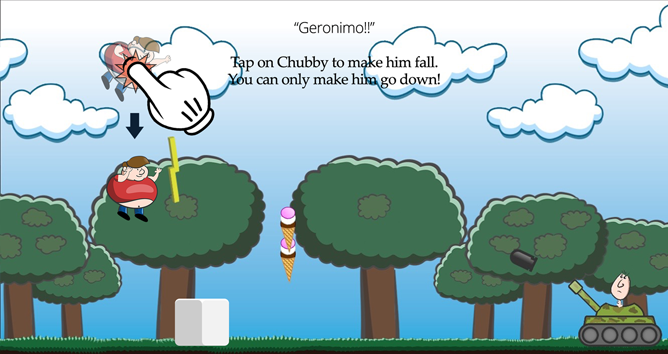 “Geronimo!!”
Tap on Chubby to make him fall.
You can only make him go down!